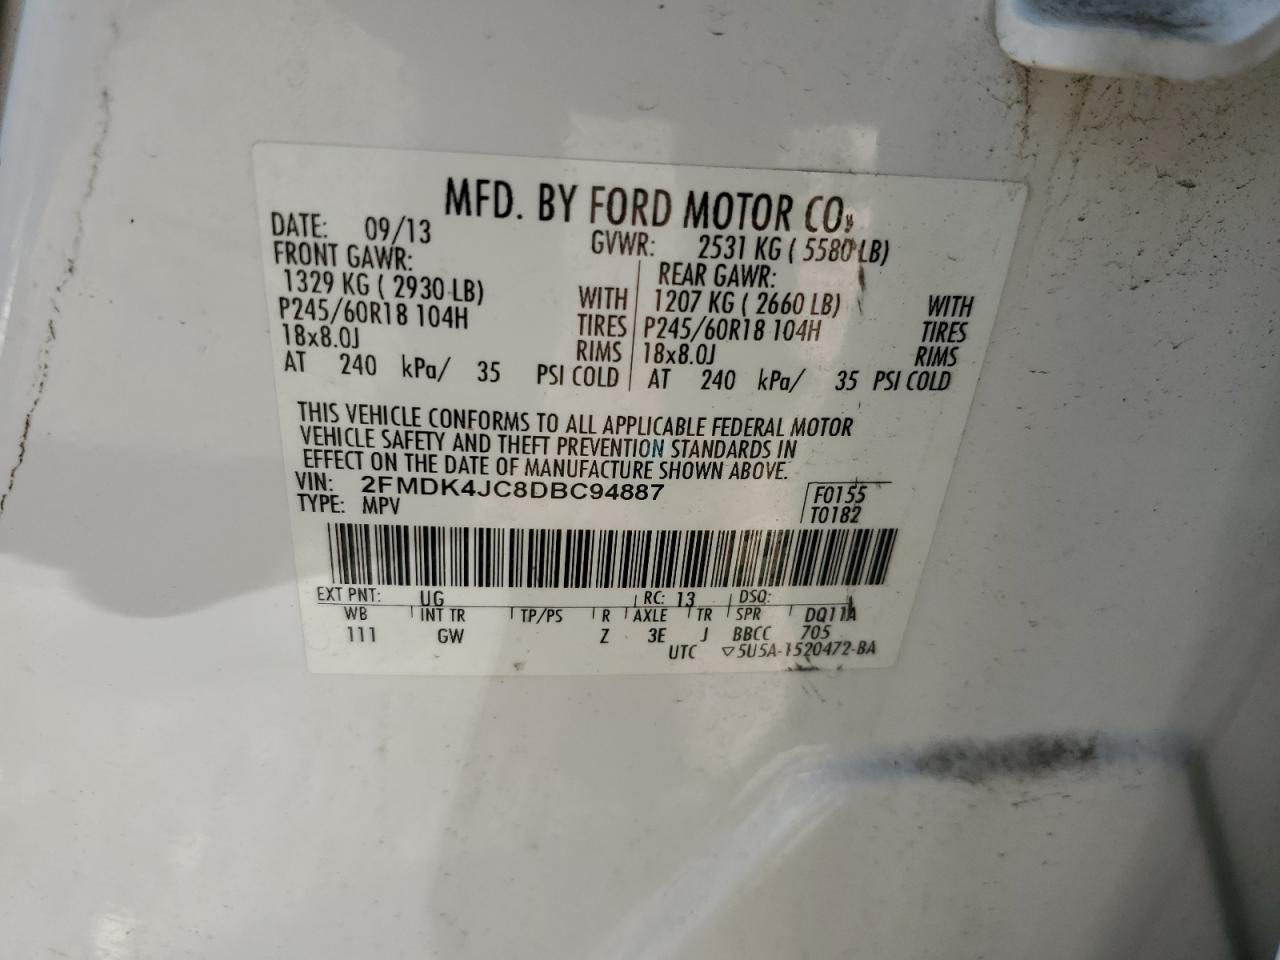 MFD. BY FORD MOTOR CO.
DATE: 09/13 GVWR: 2531 KG ( 5580 LB)
FRONT GAWR: REAR GAWR:
1329 KG ( 2930 LB) WITH 1207 KG ( 2660 LB) WITH
P245/60R18 104H TIRES P245/60R18 104H TIRES
18x8.0J RIMS 18x8.0J RIMS
AT 240 kPa/ 35 PSI COLD AT 240 kPa/ 35 PSI COLD
THIS VEHICLE CONFORMS TO ALL APPLICABLE FEDERAL MOTOR
VEHICLE SAFETY AND THEFT PREVENTION STANDARDS IN
EFFECT ON THE DATE OF MANUFACTURE SHOWN ABOVE.
VIN: 2FMDK4JC8DBC94887 F0155
TYPE: MPV T0182
EXT PNT: UG RC: 13 DSO:
WB INT TR TP/PS R AXLE TR SPR DQ11A
111 GW Z 3E J BBCC 705
UTC ▽5U5A-1520472-BA